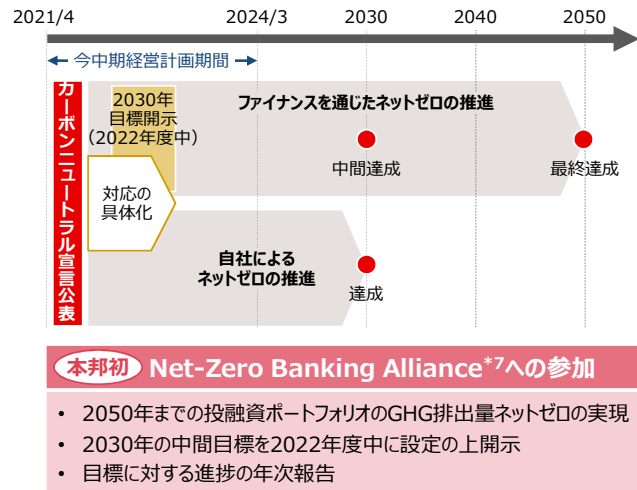 2021/4
2024/3
2030
2040
2050
今中期経営計画期間
カーボンニュートラル宣言公表
2030年
目標開示
（2022年度中）
対応の
具体化
ファイナンスを通じたネットゼロの推進
中間達成
最終達成
自社による
ネットゼロの推進
達成
本邦初 Net-Zero Banking Alliance*7への参加
• 2050年までの投融資ポートフォリオのGHG排出量ネットゼロの実現
• 2030年の中間目標を2022年度中に設定の上開示
• 目標に対する進捗の年次報告